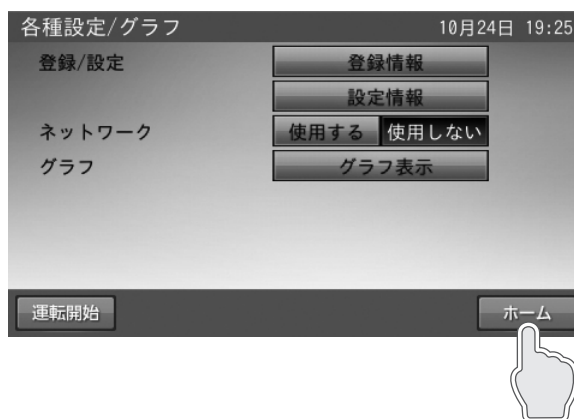 各種設定/グラフ 10月24日 19:25
登録/設定 登録情報
設定情報
ネットワーク 使用する 使用しない
グラフ グラフ表示
運転開始 ホーム